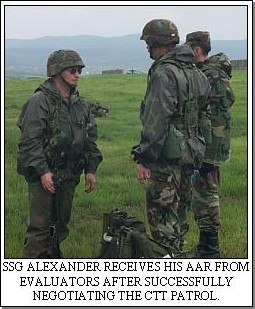 SSG ALEXANDER RECEIVES HIS AAR FROM
EVALUATORS AFTER SUCCESSFULLY
NEGOTIATING THE CTT PATROL.